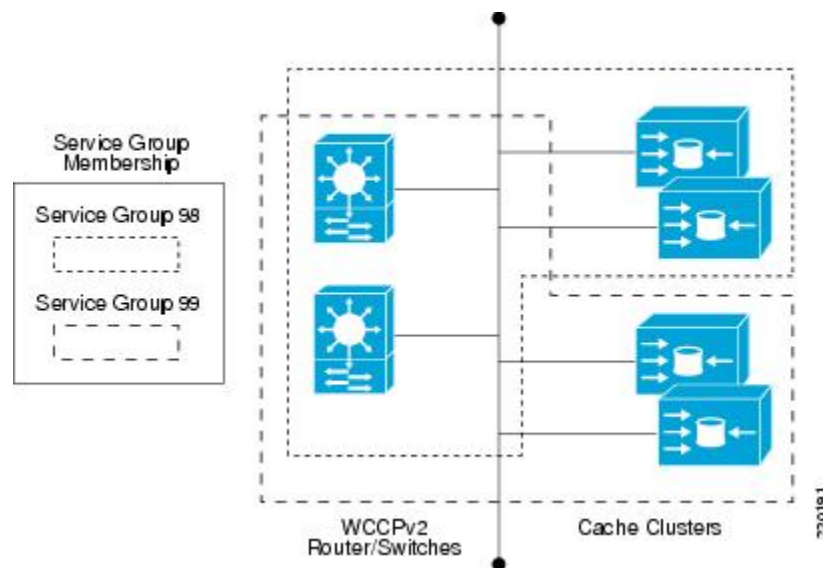 Service Group
Membership
Service Group 98
Service Group 99
WCCPv2
Router/Switches
Cache Clusters